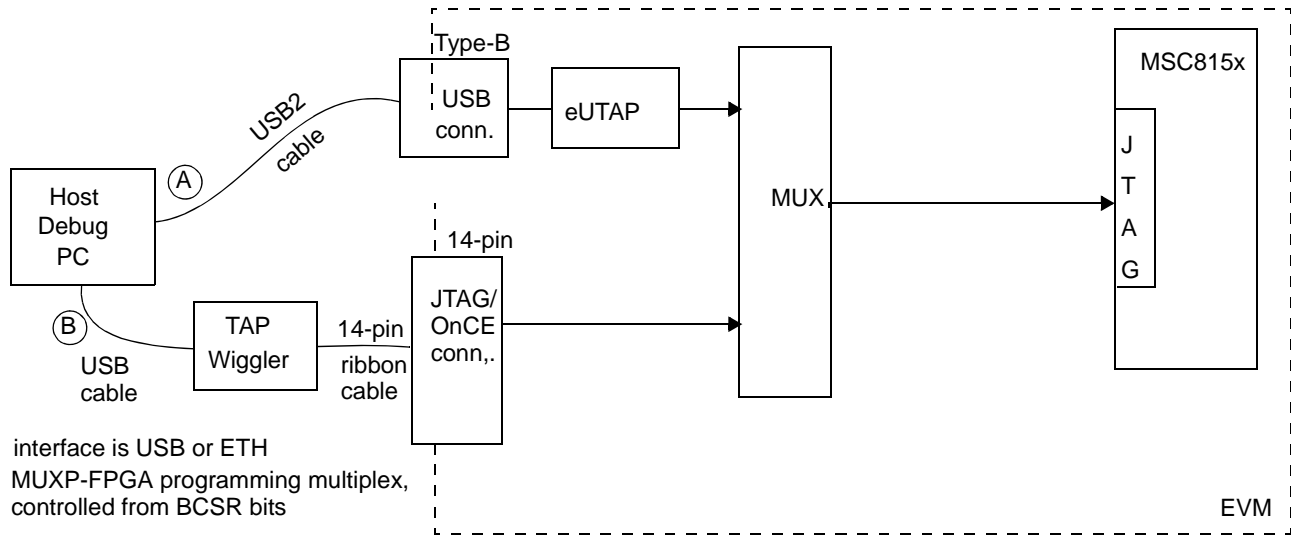 Type-B
USB
conn.
eUTAP
MUX
MSC815x
J
T
A
G
USB2
cable
A
Host
Debug
PC
B
USB
cable
TAP
Wiggler
14-pin
ribbon
cable
14-pin
JTAG/
OnCE
conn,.
interface is USB or ETH
MUXP-FPGA programming multiplex,
controlled from BCSR bits
EVM